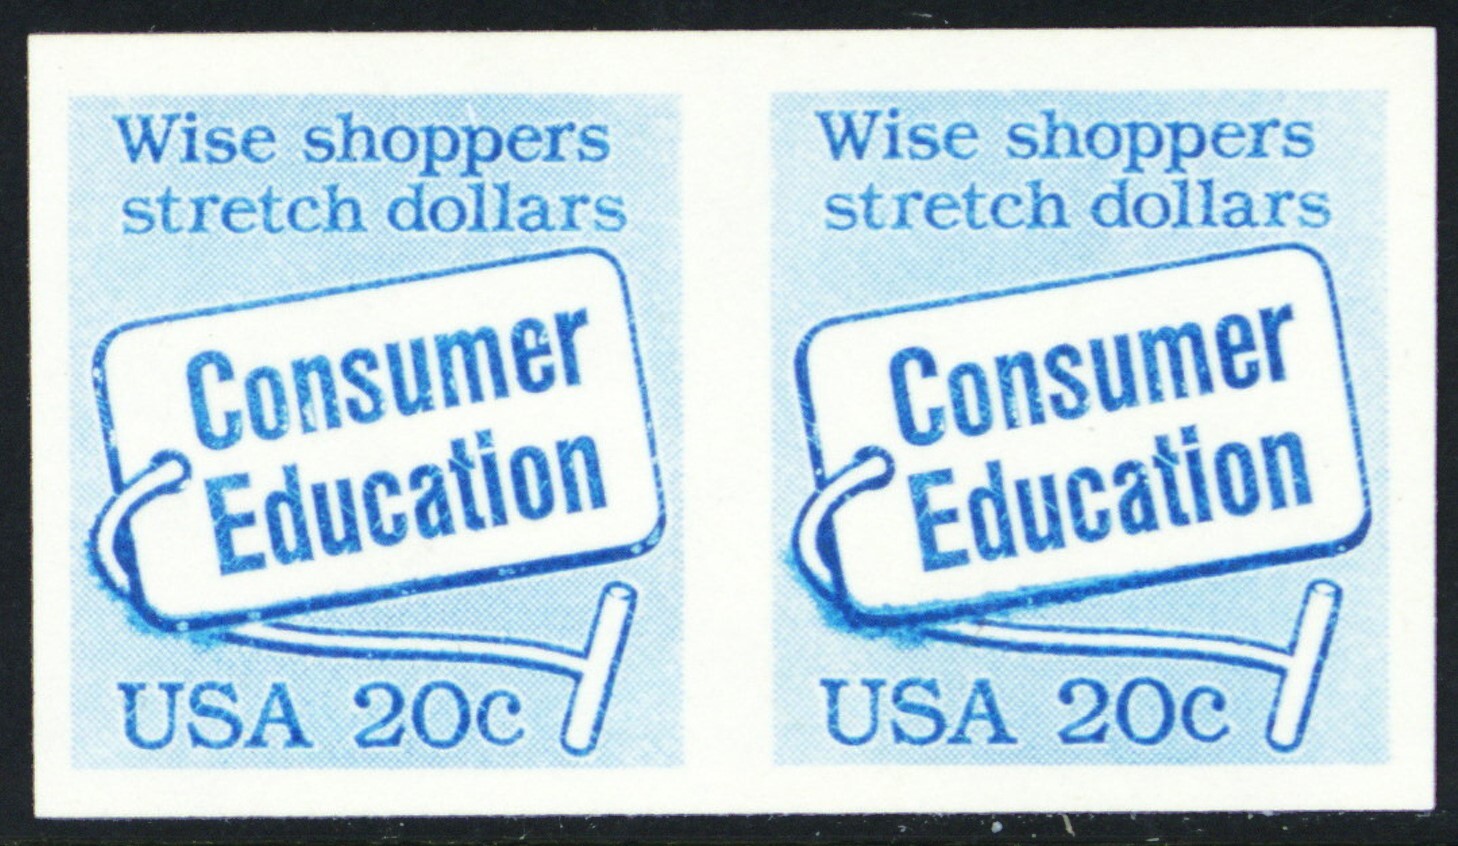 Wise shoppers
stretch dollars
Consumer
Education
USA 20c
Wise shoppers
stretch dollars
Consumer
Education
USA 20c